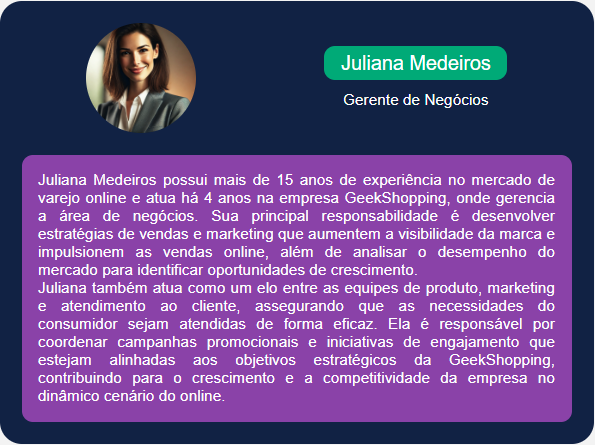 Juliana Medeiros
Gerente de Negócios
Juliana Medeiros possui mais de 15 anos de experiência no mercado de
varejo online e atua há 4 anos na empresa GeekShopping, onde gerencia
a área de negócios. Sua principal responsabilidade é desenvolver
estratégias de vendas e marketing que aumentem a visibilidade da marca e
impulsionem as vendas online, além de analisar o desempenho do
mercado para identificar oportunidades de crescimento.
Juliana também atua como um elo entre as equipes de produto, marketing
e atendimento ao cliente, assegurando que as necessidades do
consumidor sejam atendidas de forma eficaz. Ela é responsável por
coordenar campanhas promocionais e iniciativas de engajamento que
estejam alinhadas aos objetivos estratégicos da GeekShopping,
contribuindo para o crescimento e a competitividade da empresa no
dinâmico cenário do online.